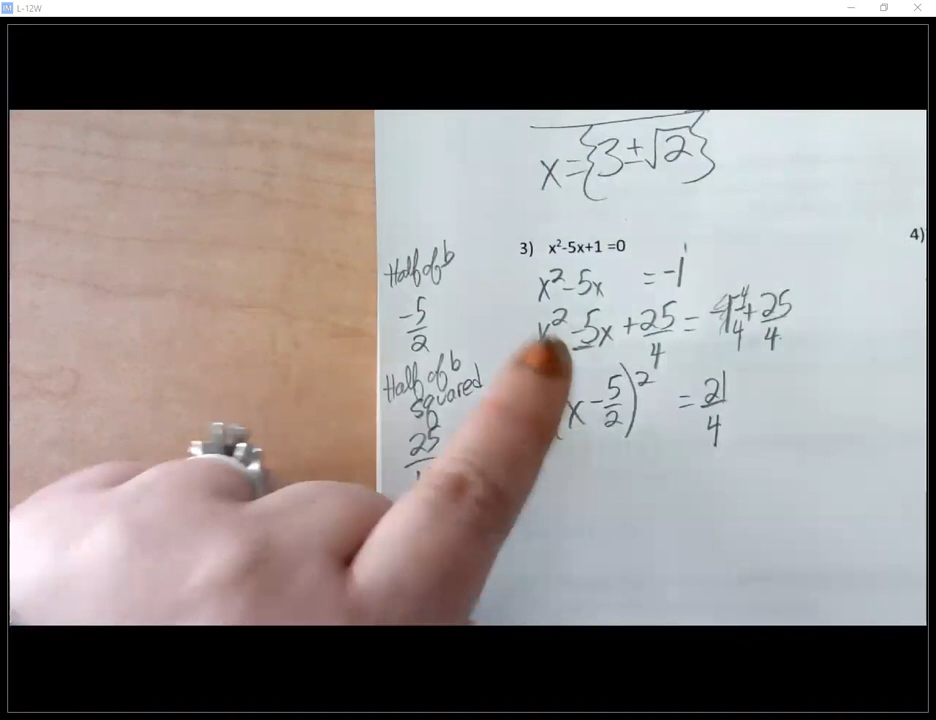 L-12W
x={3±√2}
3) x²-5x+1 =0
4)
x²-5x = -1
x²-5x+25/4 = -4/4+25/4
(x-5/2)² = 21/4
Half of b
-5/2
Half of b
squared
25